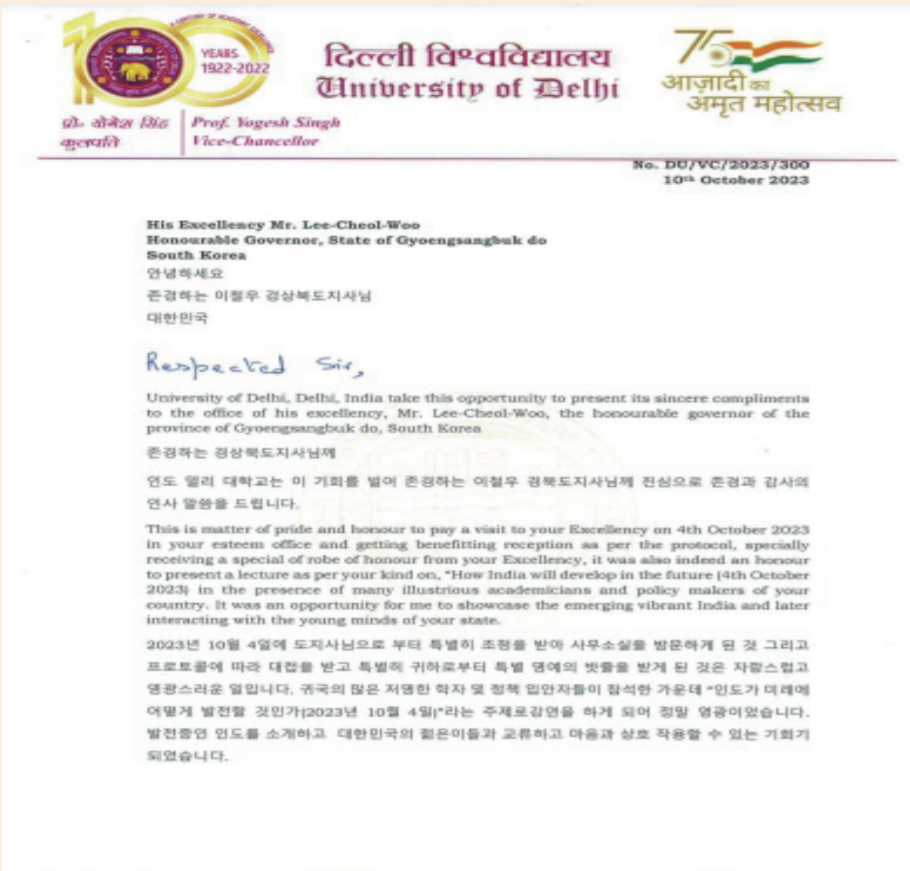 A CENTURY OF ACADEMIC EXCELLENCE
YEARS
1922-2022
दिल्ली विश्वविद्यालय
University of Delhi
75
आज़ादी का
अमृत महोत्सव
प्रो. योगेश सिंह
कुलपति
Prof. Yogesh Singh
Vice-Chancellor
No. DU/VC/2023/300
10th October 2023
His Excellency Mr. Lee-Cheol-Woo
Honourable Governor, State of Gyoengsangbuk do
South Korea
안녕하세요
존경하는 이철우 경상북도지사님
대한민국
Respected Sir,
University of Delhi, Delhi, India take this opportunity to present its sincere compliments
to the office of his excellency, Mr. Lee-Cheol-Woo, the honourable governor of the
province of Gyoengsangbuk do, South Korea
존경하는 경상북도지사님께
인도 델리 대학교는 이 기회를 빌어 존경하는 이철우 경북도지사님께 진심으로 존경과 감사의
인사 말씀을 드립니다.
This is matter of pride and honour to pay a visit to your Excellency on 4th October 2023
in your esteem office and getting benefitting reception as per the protocol, specially
receiving a special of robe of honour from your Excellency, it was also indeed an honour
to present a lecture as per your kind on, "How India will develop in the future (4th October
2023) in the presence of many illustrious academicians and policy makers of your
country. It was an opportunity for me to showcase the emerging vibrant India and later
interacting with the young minds of your state.
2023년 10월 4일에 도지사님으로 부터 특별히 초청을 받아 사무소실을 방문하게 된 것 그리고
프로토콜에 따라 대접을 받고 특별히 귀하로부터 특별 명예의 벗줄을 받게 된 것은 자랑스럽고
영광스러운 일입니다. 귀국의 많은 저명한 학자 및 정책 입안자들이 참석한 가운데 "인도가 미래에
어떻게 발전할 것인가(2023년 10월 4일)"라는 주제로강연을 하게 되어 정말 영광이었습니다.
발전중인 인도를 소개하고 대한민국의 젊은이들과 교류하고 마음과 상호 작용할 수 있는 기회기
되었습니다.